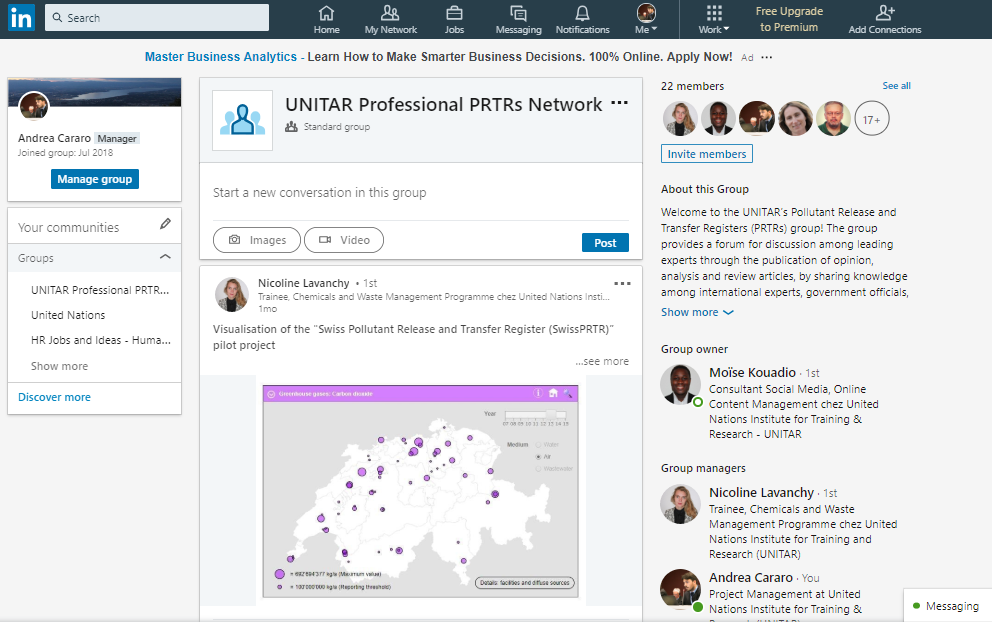 in
Search
Home
My Network
Jobs
Messaging
Notifications
Me
Work
Free Upgrade
to Premium
Add Connections
Master Business Analytics - Learn How to Make Smarter Business Decisions. 100% Online. Apply Now! Ad ...
Andrea Cararo Manager
Joined group: Jul 2018
Manage group
Your communities
Groups
UNITAR Professional PRTR...
United Nations
HR Jobs and Ideas - Huma...
Show more
Discover more
UNITAR Professional PRTRs Network ...
Standard group
Start a new conversation in this group
Images
Video
Post
Nicoline Lavanchy • 1st
Trainee, Chemicals and Waste Management Programme chez United Nations Insti...
1mo
Visualisation of the "Swiss Pollutant Release and Transfer Register (SwissPRTR)"
pilot project
...see more
Greenhouse gases: Carbon dioxide
Year
07 08 09 10 11 12 13 14 15
Medium
Water
Air
Wastewater
= 692'694'377 kg/a (Maximum value)
= 100'000'000 kg/a (Reporting threshold)
Details: facilities and diffuse sources
22 members
See all
17+
Invite members
About this Group
Welcome to the UNITAR's Pollutant Release and
Transfer Registers (PRTRs) group! The group
provides a forum for discussion among leading
experts through the publication of opinion,
analysis and review articles, by sharing knowledge
among international experts, government officials,
Show more
Group owner
Moïse Kouadio · 1st
Consultant Social Media, Online
Content Management chez United
Nations Institute for Training &
Research - UNITAR
Group managers
Nicoline Lavanchy · 1st
Trainee, Chemicals and Waste
Management Programme chez United
Nations Institute for Training and
Research (UNITAR)
Andrea Cararo · You
Project Management at United
Nations Institute for Training &
Research (UNITAR)
Messaging